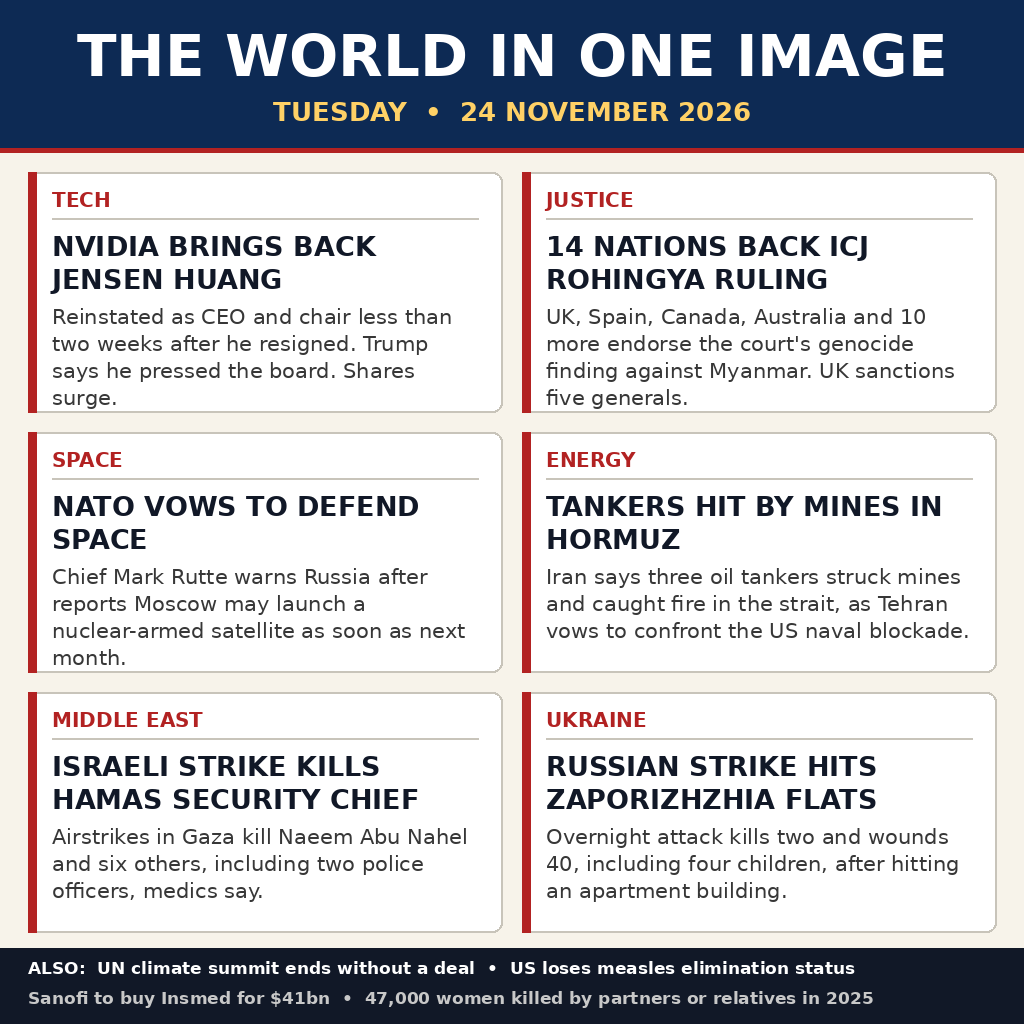 THE WORLD IN ONE IMAGE
TUESDAY • 24 NOVEMBER 2026
TECH
NVIDIA BRINGS BACK
JENSEN HUANG
Reinstated as CEO and chair less than
two weeks after he resigned. Trump
says he pressed the board. Shares
surge.
JUSTICE
14 NATIONS BACK ICJ
ROHINGYA RULING
UK, Spain, Canada, Australia and 10
more endorse the court's genocide
finding against Myanmar. UK sanctions
five generals.
SPACE
NATO VOWS TO DEFEND
SPACE
Chief Mark Rutte warns Russia after
reports Moscow may launch a
nuclear-armed satellite as soon as next
month.
ENERGY
TANKERS HIT BY MINES IN
HORMUZ
Iran says three oil tankers struck mines
and caught fire in the strait, as Tehran
vows to confront the US naval blockade.
MIDDLE EAST
ISRAELI STRIKE KILLS
HAMAS SECURITY CHIEF
Airstrikes in Gaza kill Naeem Abu Nahel
and six others, including two police
officers, medics say.
UKRAINE
RUSSIAN STRIKE HITS
ZAPORIZHZHIA FLATS
Overnight attack kills two and wounds
40, including four children, after hitting
an apartment building.
ALSO: UN climate summit ends without a deal • US loses measles elimination status
Sanofi to buy Insmed for $41bn • 47,000 women killed by partners or relatives in 2025